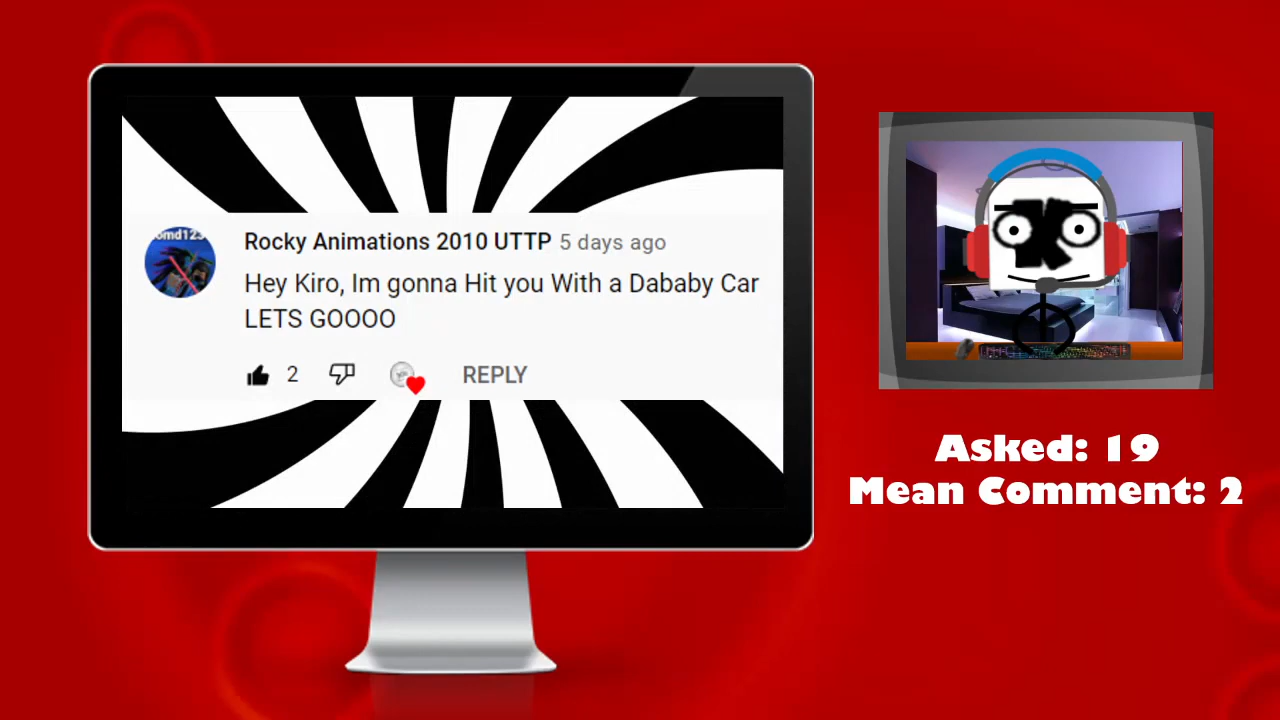 omd123
Rocky Animations 2010 UTTP 5 days ago
Hey Kiro, Im gonna Hit you With a Dababy Car
LETS GOOOO
2 REPLY
K
Asked: 19
Mean Comment: 2